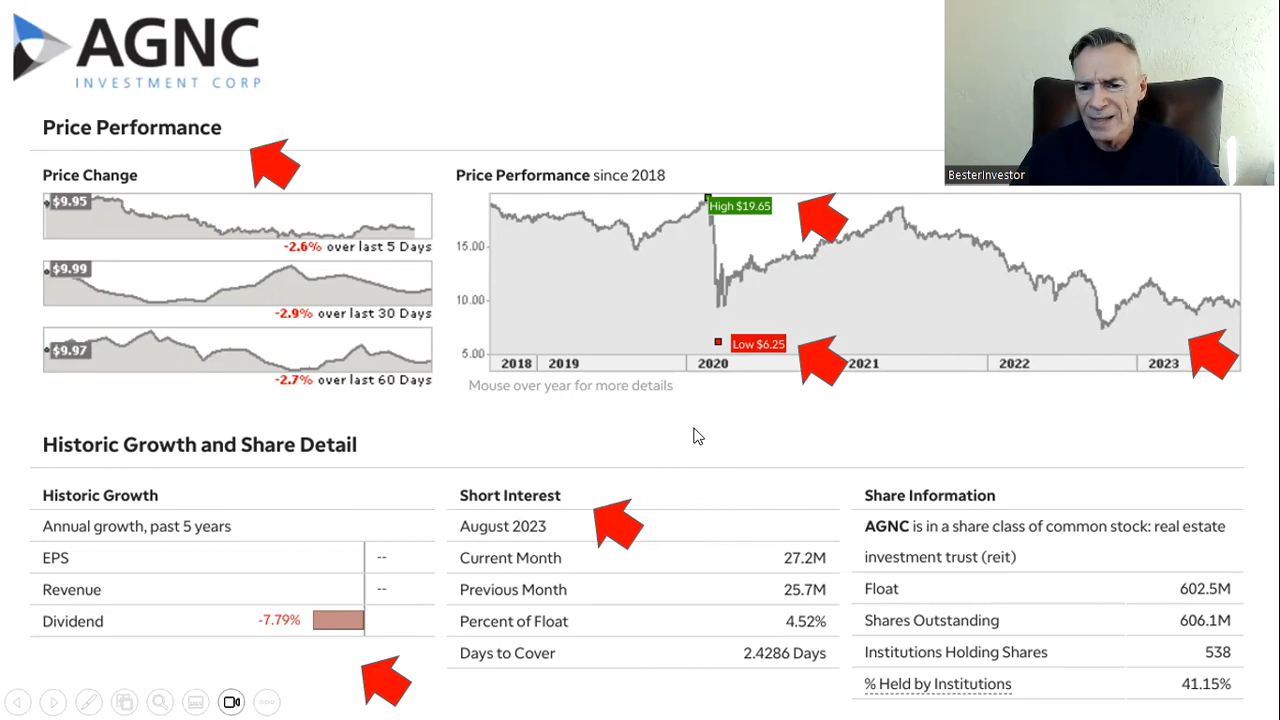 AGNC
INVESTMENT CORP
BesterInvestor
Price Performance
Price Change
$9.95
-2.6% over last 5 Days
$9.99
-2.9% over last 30 Days
$9.97
-2.7% over last 60 Days
Price Performance since 2018
High $19.65
15.00
10.00
Low $6.25
5.00
2018 2019 2020 2021 2022 2023
Mouse over year for more details
Historic Growth and Share Detail
Historic Growth
Annual growth, past 5 years
EPS --
Revenue --
Dividend -7.79%
Short Interest
August 2023
Current Month 27.2M
Previous Month 25.7M
Percent of Float 4.52%
Days to Cover 2.4286 Days
Share Information
AGNC is in a share class of common stock: real estate
investment trust (reit)
Float 602.5M
Shares Outstanding 606.1M
Institutions Holding Shares 538
% Held by Institutions 41.15%